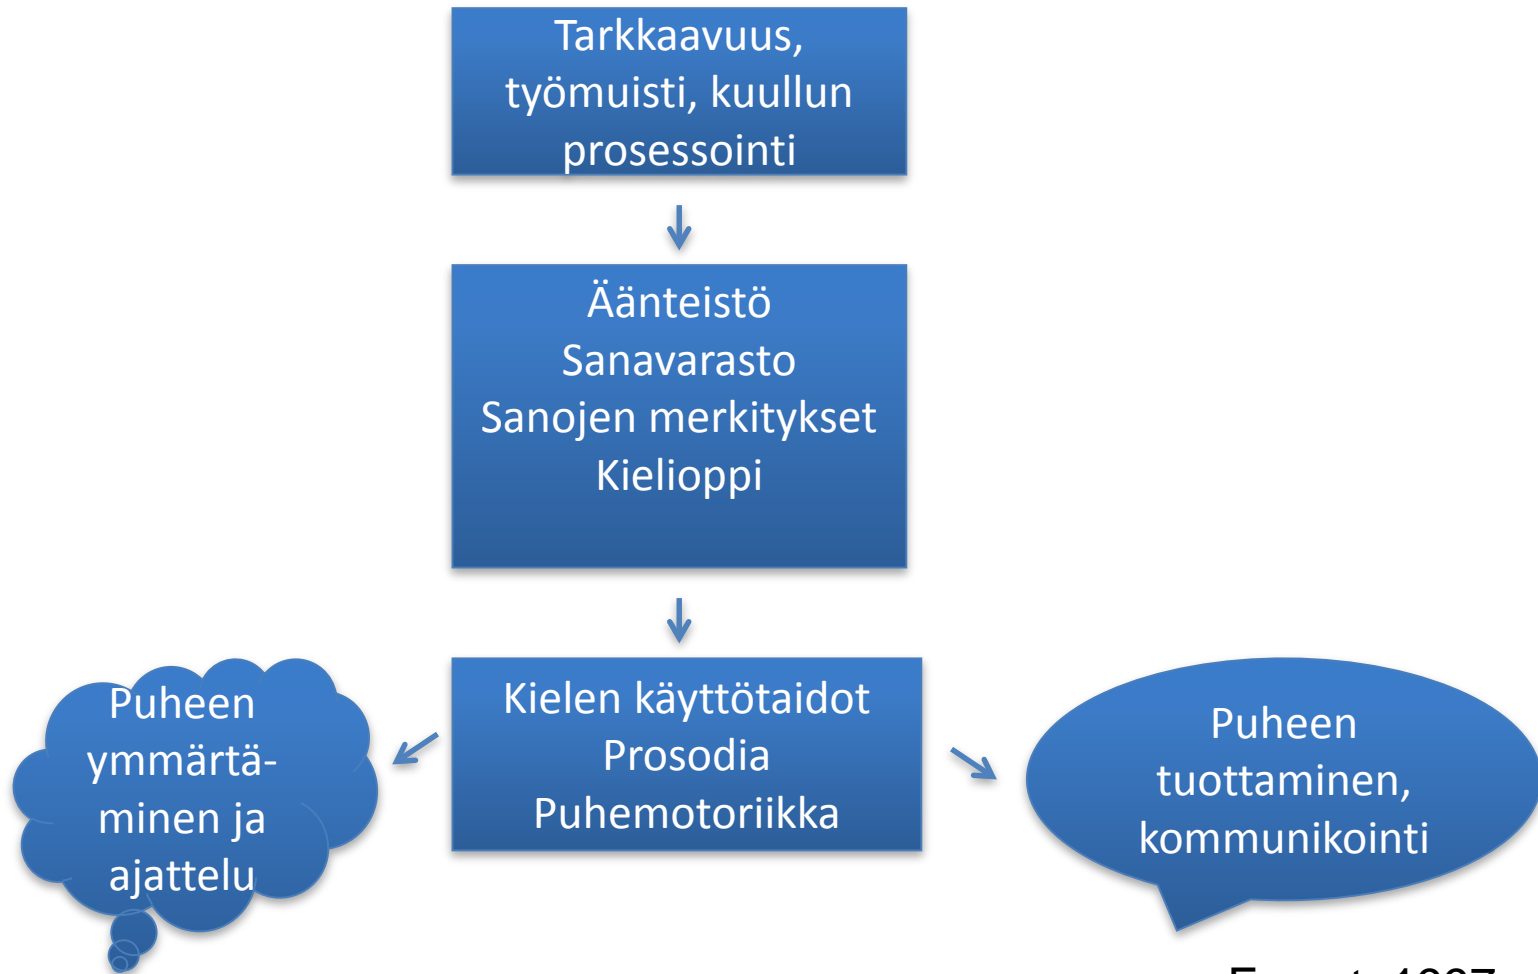 Tarkkaavuus,
työmuisti, kuullun
prosessointi
Äänteistö
Sanavarasto
Sanojen merkitykset
Kielioppi
Kielen käyttötaidot
Prosodia
Puhemotoriikka
Puheen
ymmärtä-
minen ja
ajattelu
Puheen
tuottaminen,
kommunikointi